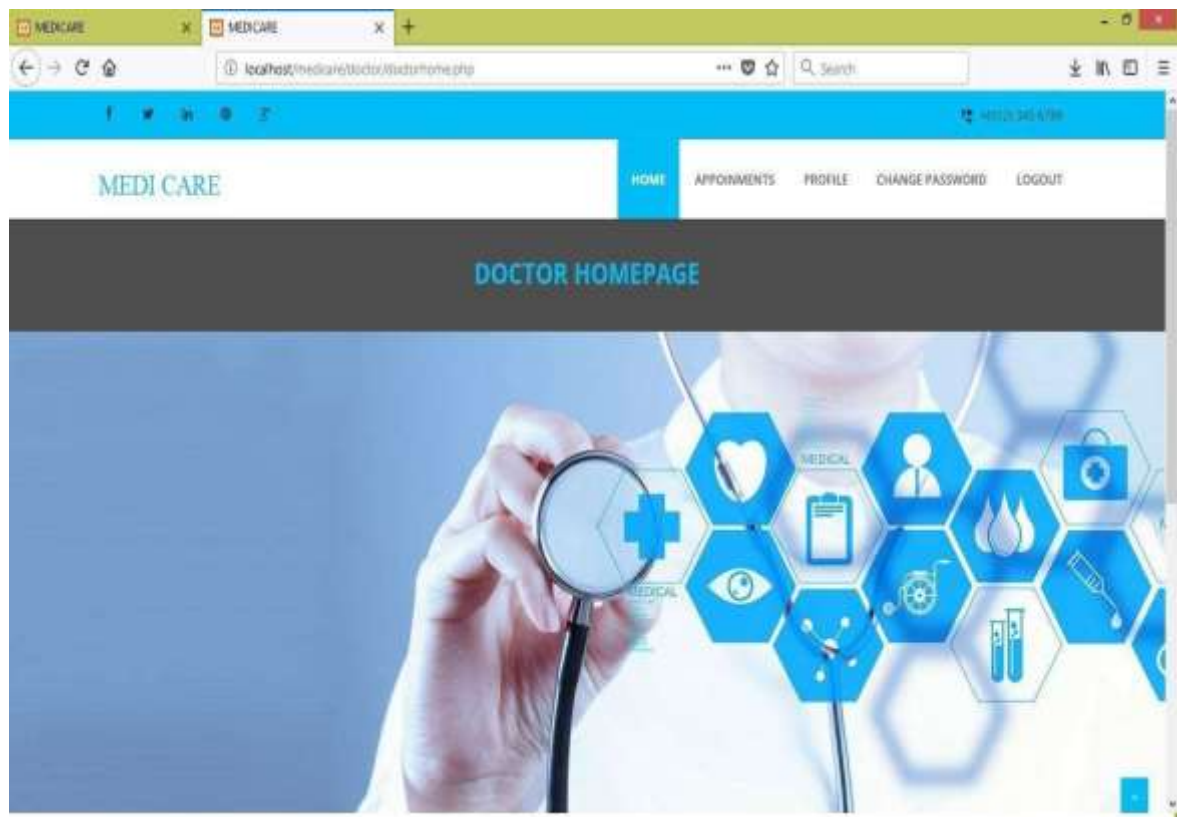 MEDICARE
MEDICARE
localhost/medicare/doctor/doctorhome.php
Search
MEDI CARE
HOME APPOINMENTS PROFILE CHANGE PASSWORD LOGOUT
DOCTOR HOMEPAGE
MEDICAL
MEDICAL